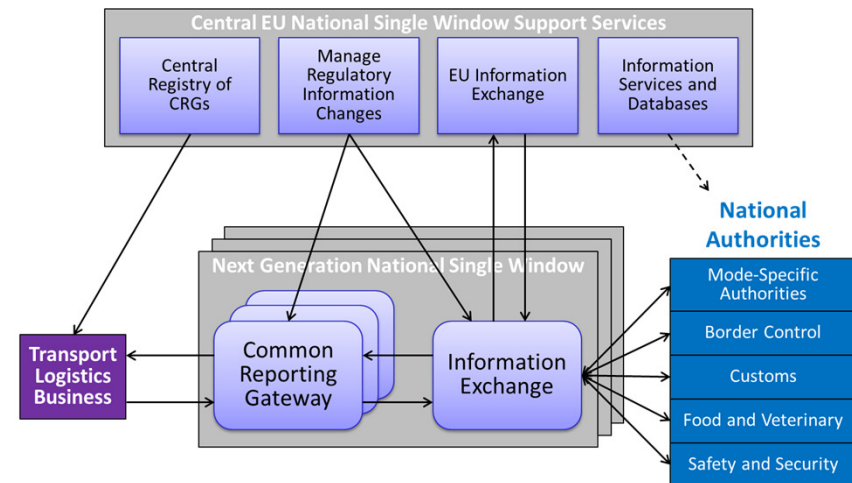 Central EU National Single Window Support Services
Central
Registry of
CRGs
Manage
Regulatory
Information
Changes
EU Information
Exchange
Information
Services and
Databases
National
Authorities
Next Generation National Single Window
Mode-Specific
Authorities
Border Control
Customs
Food and Veterinary
Safety and Security
Transport
Logistics
Business
Common
Reporting
Gateway
Information
Exchange